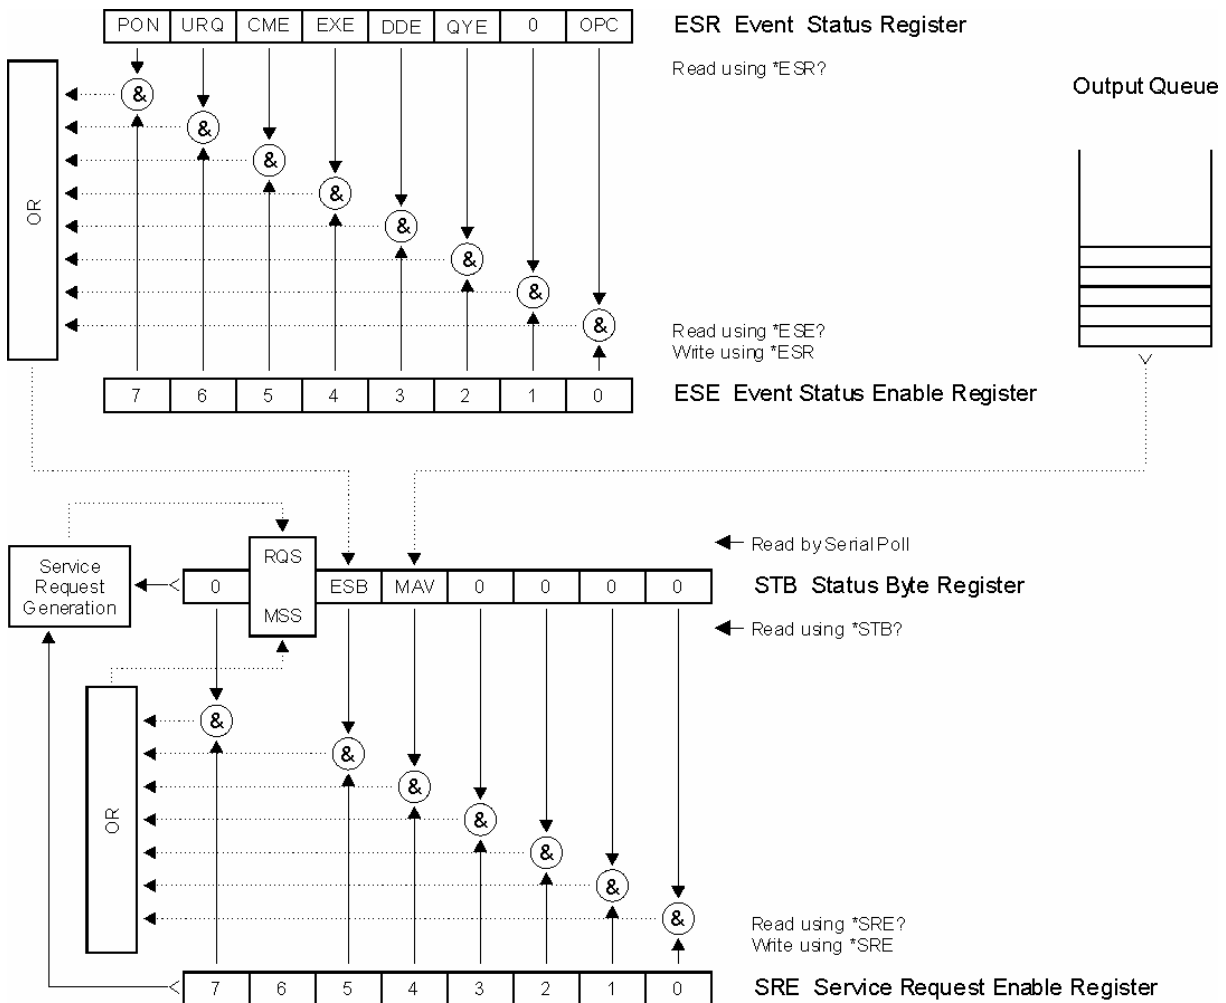 PON URQ CME EXE DDE QYE 0 OPC
ESR Event Status Register
Read using *ESR?
Output Queue
&
&
&
&
&
&
&
&
OR
Read using *ESE?
Write using *ESR
7 6 5 4 3 2 1 0
ESE Event Status Enable Register
Service
Request
Generation
RQS
MSS
Read by Serial Poll
0 ESB MAV 0 0 0 0
STB Status Byte Register
Read using *STB?
&
&
&
&
&
&
&
OR
Read using *SRE?
Write using *SRE
7 6 5 4 3 2 1 0
SRE Service Request Enable Register